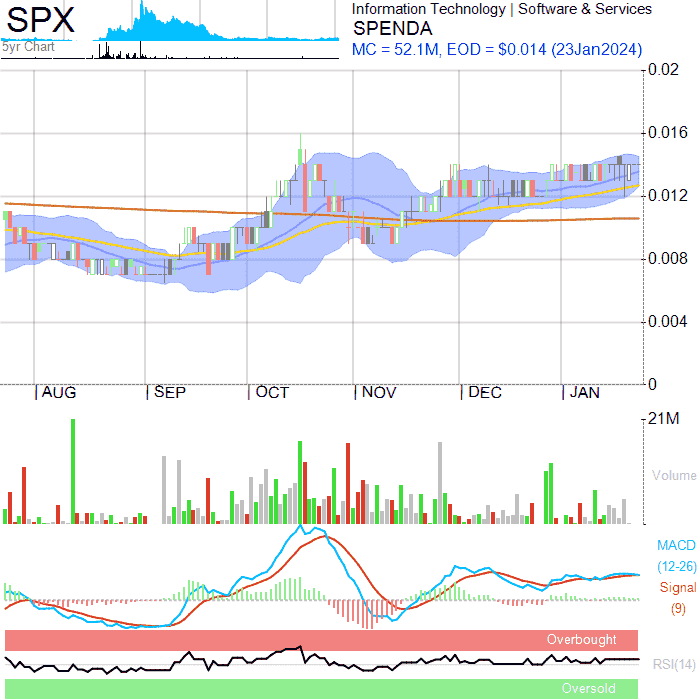 SPX
5yr Chart
Information Technology | Software & Services
SPENDA
MC = 52.1M, EOD = $0.014 (23Jan2024)
0.02
0.016
0.012
0.008
0.004
0
AUG SEP OCT NOV DEC JAN
21M
Volume
MACD
(12-26)
Signal
(9)
Overbought
RSI(14)
Oversold